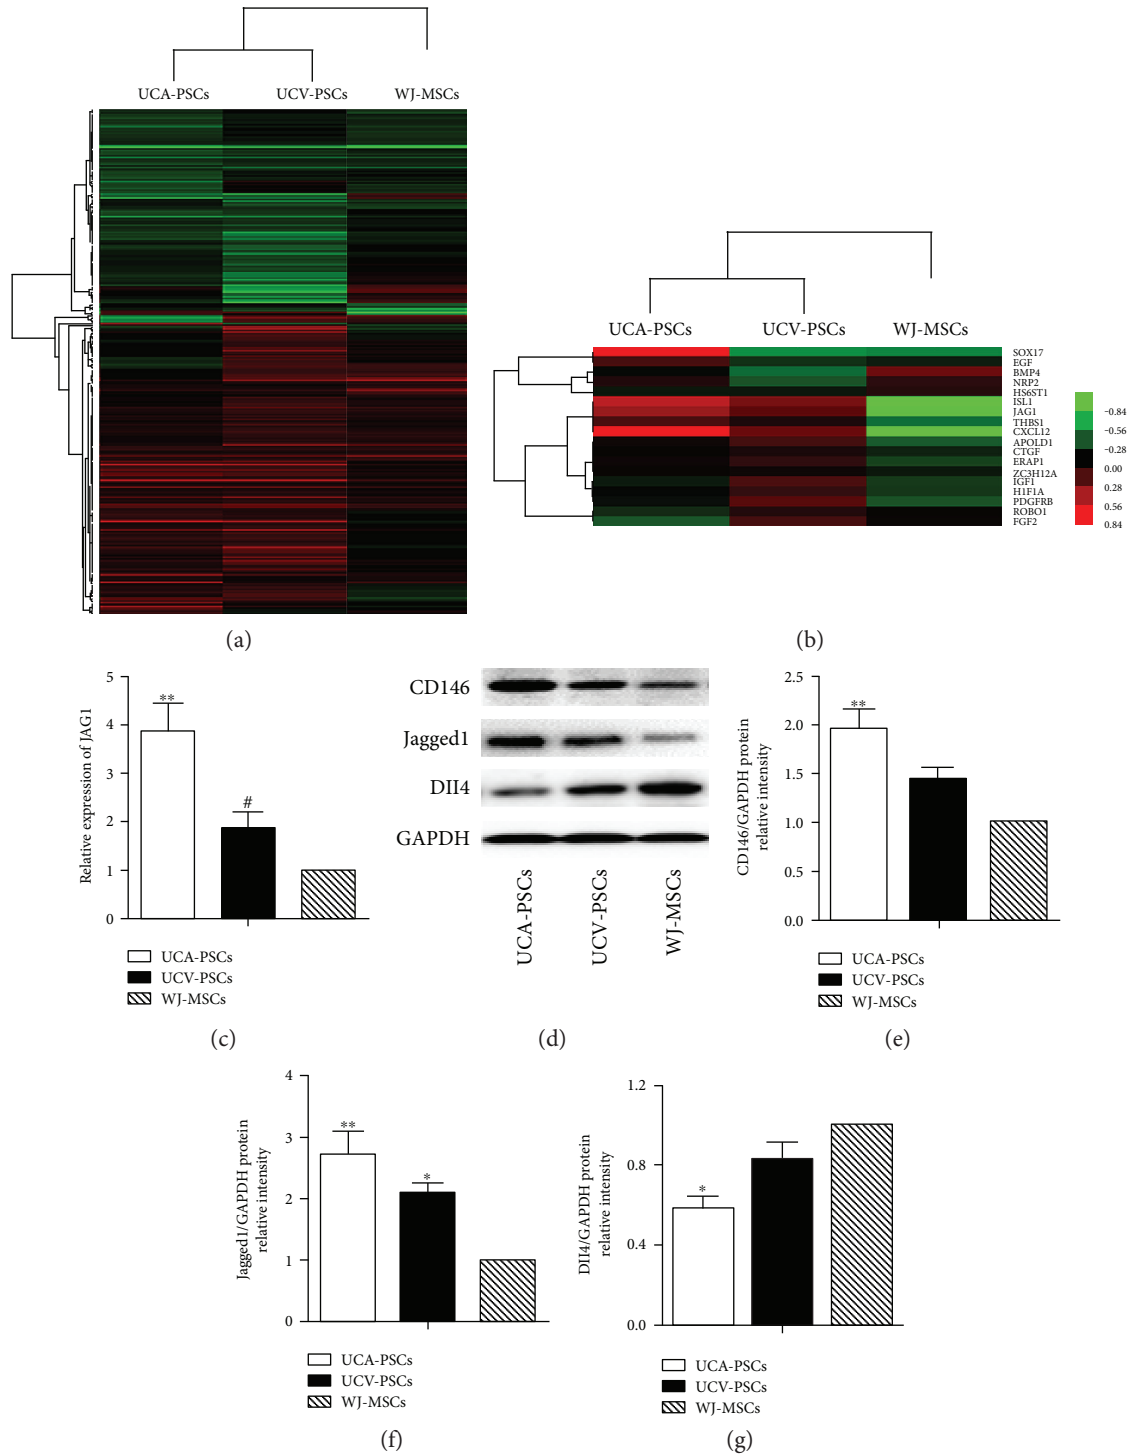 UCA-PSCs UCV-PSCs WJ-MSCs
(a)
UCA-PSCs UCV-PSCs WJ-MSCs
SOX17
EGF
BMP4
NRP2
HS6ST1
ISL1
JAG1
THBS1
CXCL12
APOLD1
CTGF
ERAP1
ZC3H12A
IGF1
H1F1A
PDGFRB
ROBO1
FGF2
−0.84
−0.56
−0.28
0.00
0.28
0.56
0.84
(b)
Relative expression of JAG1
5
4
3
2
1
0
**
#
UCA-PSCs
UCV-PSCs
WJ-MSCs
(c)
CD146
Jagged1
DII4
GAPDH
UCA-PSCs
UCV-PSCs
WJ-MSCs
(d)
CD146/GAPDH protein
relative intensity
2.5
2.0
1.5
1.0
0.5
0.0
**
UCA-PSCs
UCV-PSCs
WJ-MSCs
(e)
Jagged1/GAPDH protein
relative intensity
4
3
2
1
0
**
*
UCA-PSCs
UCV-PSCs
WJ-MSCs
(f)
DII4/GAPDH protein
relative intensity
1.2
0.8
0.4
0.0
*
UCA-PSCs
UCV-PSCs
WJ-MSCs
(g)